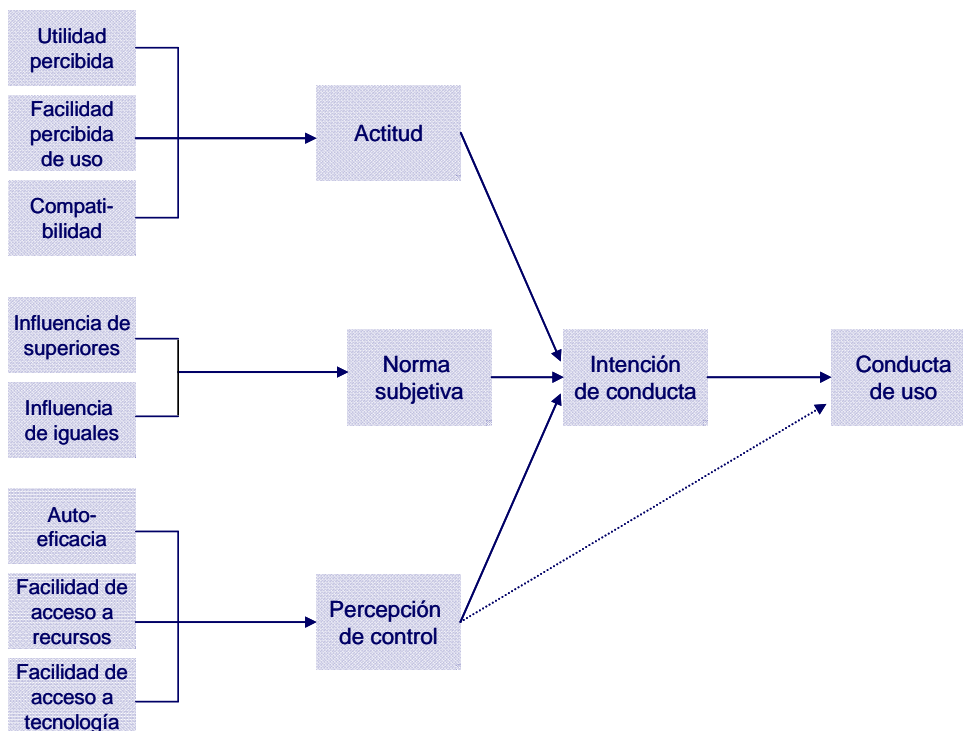 Utilidad
percibida
Facilidad
percibida
de uso
Compati-
bilidad
Actitud
Influencia de
superiores
Influencia
de iguales
Norma
subjetiva
Intención
de conducta
Conducta
de uso
Auto-
eficacia
Facilidad de
acceso a
recursos
Facilidad de
acceso a
tecnología
Percepción
de control